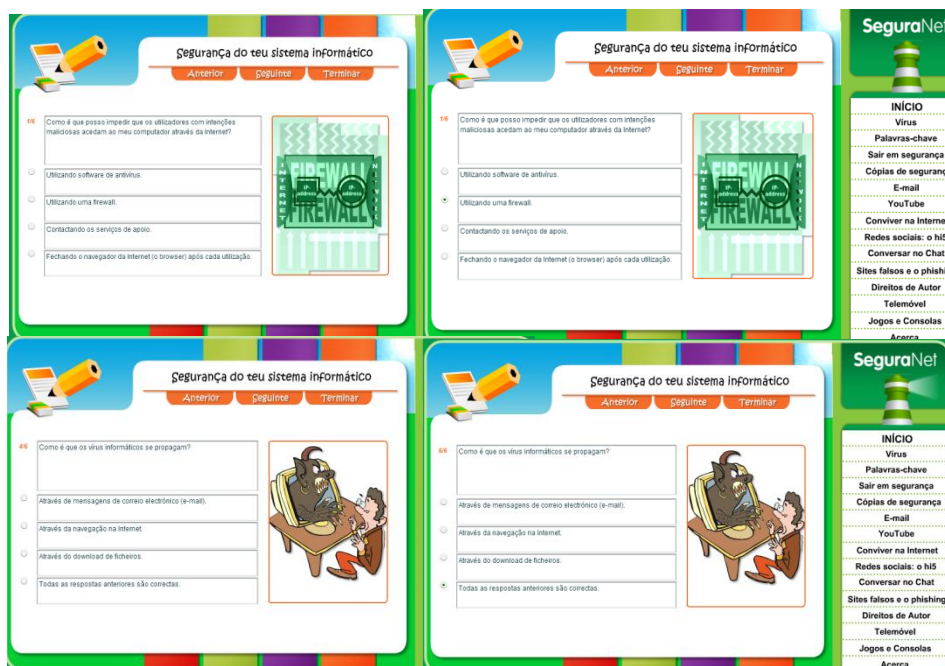 Segurança do teu sistema informático
Anterior Seguinte Terminar
1/6
Como é que posso impedir que os utilizadores com intenções
maliciosas acedam ao meu computador através da Internet?
Utilizando software de antivírus.
Utilizando uma firewall.
Contactando os serviços de apoio.
Fechando o navegador da Internet (o browser) após cada utilização.
FIREWALL
INTERNET
IP-address
IP-address
FIREWALL
Segurança do teu sistema informático
Anterior Seguinte Terminar
1/6
Como é que posso impedir que os utilizadores com intenções
maliciosas acedam ao meu computador através da Internet?
Utilizando software de antivírus.
Utilizando uma firewall.
Contactando os serviços de apoio.
Fechando o navegador da Internet (o browser) após cada utilização.
FIREWALL
INTERNET
IP-address
IP-address
FIREWALL
SeguraNet
INÍCIO
Vírus
Palavras-chave
Sair em segurança
Cópias de seguranç
E-mail
YouTube
Conviver na Interne
Redes sociais: o hi5
Conversar no Chat
Sites falsos e o phishi
Direitos de Autor
Telemóvel
Jogos e Consolas
Acerca
Segurança do teu sistema informático
Anterior Seguinte Terminar
4/6
Como é que os vírus informáticos se propagam?
Através de mensagens de correio electrónico (e-mail).
Através da navegação na Internet.
Através do download de ficheiros.
Todas as respostas anteriores são correctas.
Segurança do teu sistema informático
Anterior Seguinte Terminar
Como é que os vírus informáticos se propagam?
Através de mensagens de correio electrónico (e-mail).
Através da navegação na Internet.
Através do download de ficheiros.
Todas as respostas anteriores são correctas.
SeguraNet
INÍCIO
Vírus
Palavras-chave
Sair em segurança
Cópias de segurança
E-mail
YouTube
Conviver na Internet
Redes sociais: o hi5
Conversar no Chat
Sites falsos e o phishing
Direitos de Autor
Telemóvel
Jogos e Consolas
Acerca